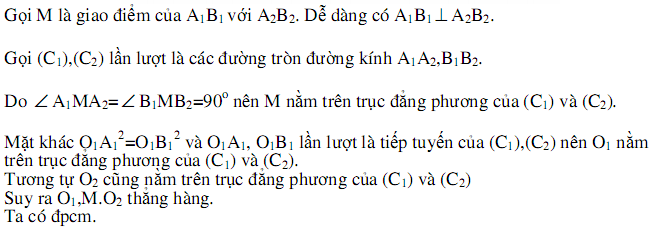 Gọi M là giao điểm của A₁B₁ với A₂B₂. Dễ dàng có A₁B₁ ⊥ A₂B₂.
Gọi (C₁),(C₂) lần lượt là các đường tròn đường kính A₁A₂,B₁B₂.
Do ∠ A₁MA₂=∠ B₁MB₂=90° nên M nằm trên trục đẳng phương của (C₁) và (C₂).
Mặt khác O₁A₁²=O₁B₁² và O₁A₁, O₁B₁ lần lượt là tiếp tuyến của (C₁),(C₂) nên O₁ nằm
trên trục đẳng phương của (C₁) và (C₂).
Tương tự O₂ cũng nằm trên trục đẳng phương của (C₁) và (C₂)
Suy ra O₁,M.O₂ thẳng hàng.
Ta có đpcm.